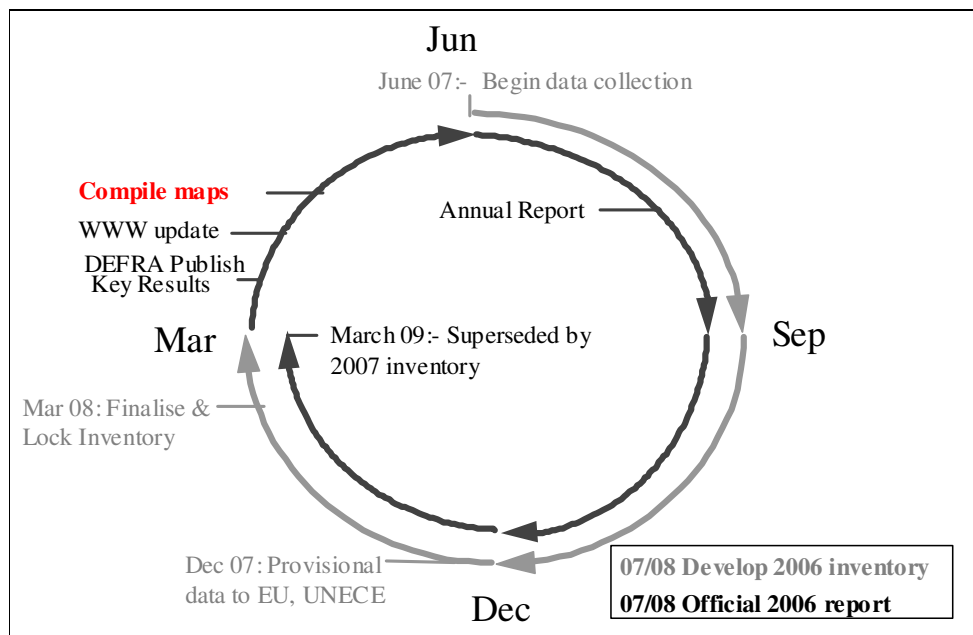 Jun
June 07:- Begin data collection
Compile maps
WWW update
DEFRA Publish
Key Results
Annual Report
Mar
March 09:- Superseded by
2007 inventory
Sep
Mar 08: Finalise &
Lock Inventory
Dec 07: Provisional
data to EU, UNECE
Dec
07/08 Develop 2006 inventory
07/08 Official 2006 report